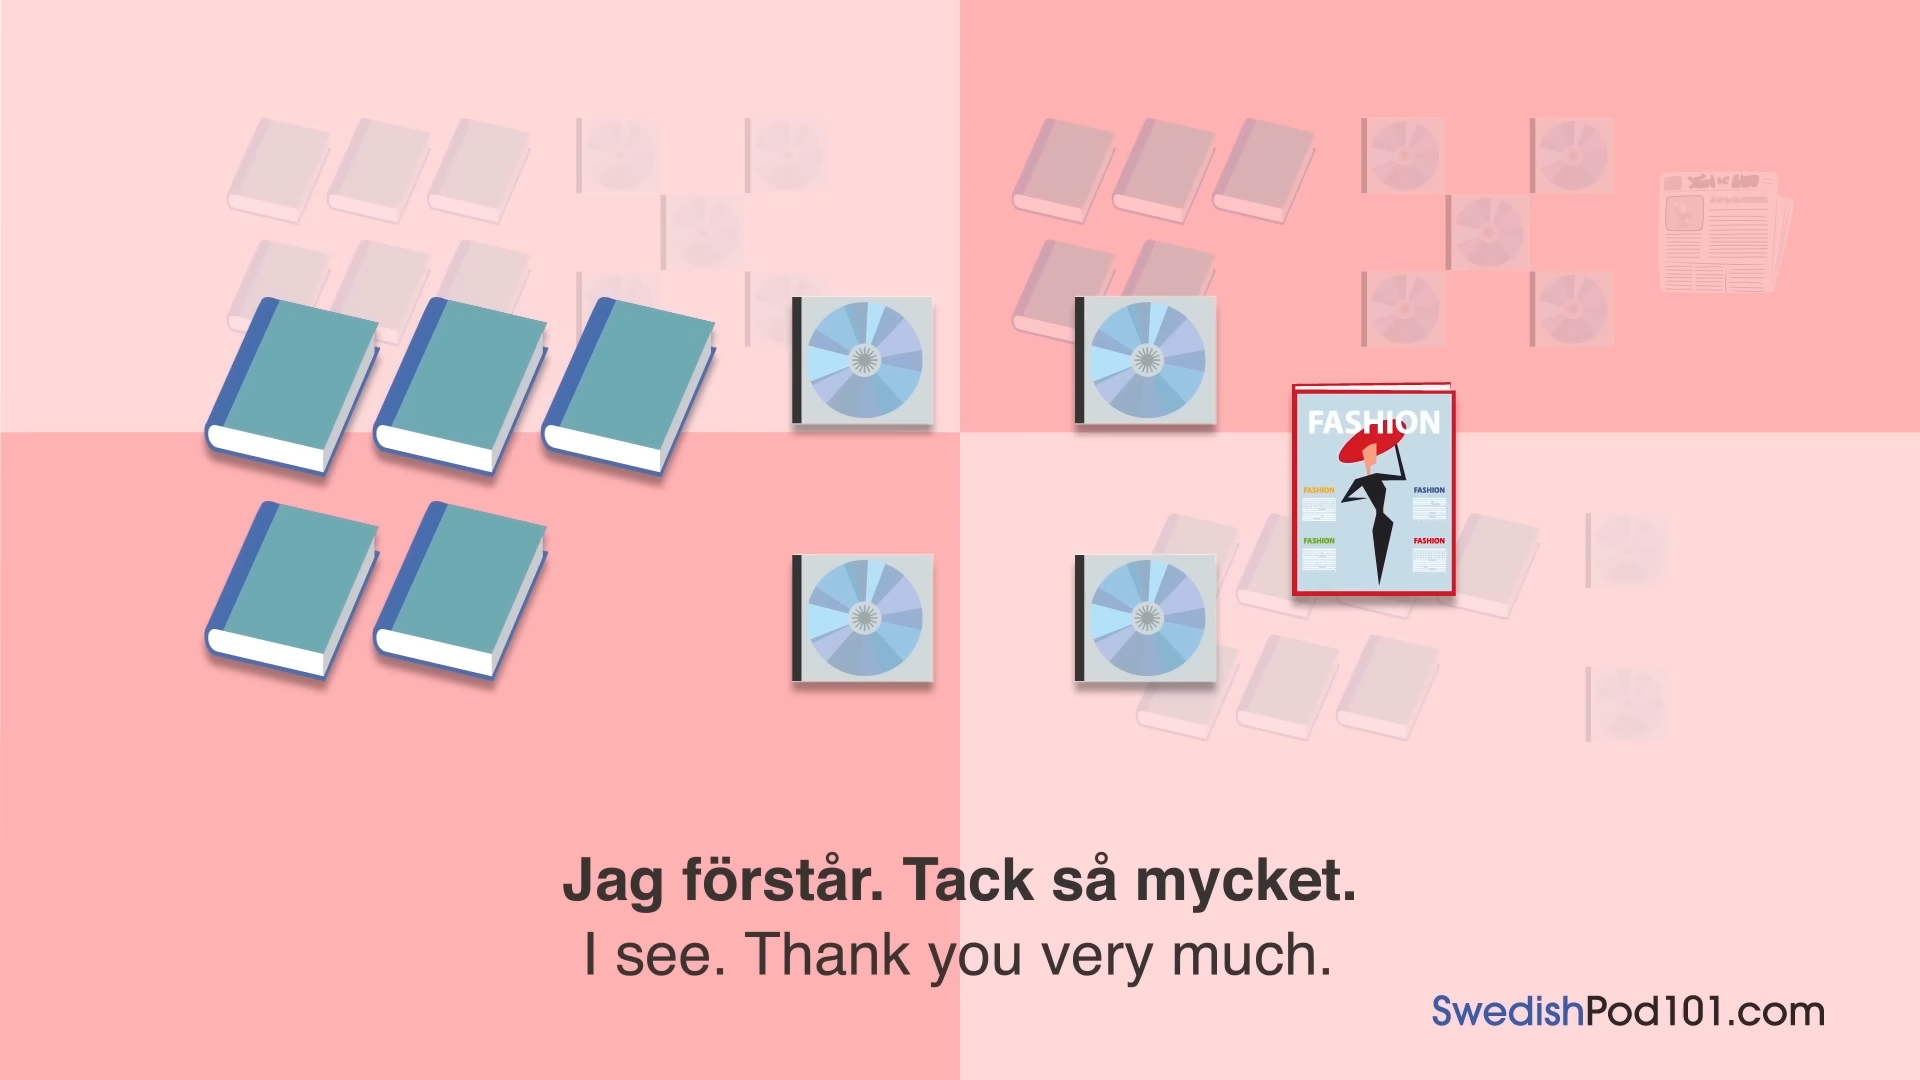 FASHION
FASHION
FASHION
FASHION
FASHION
Jag förstår. Tack så mycket.
I see. Thank you very much.
SwedishPod101.com